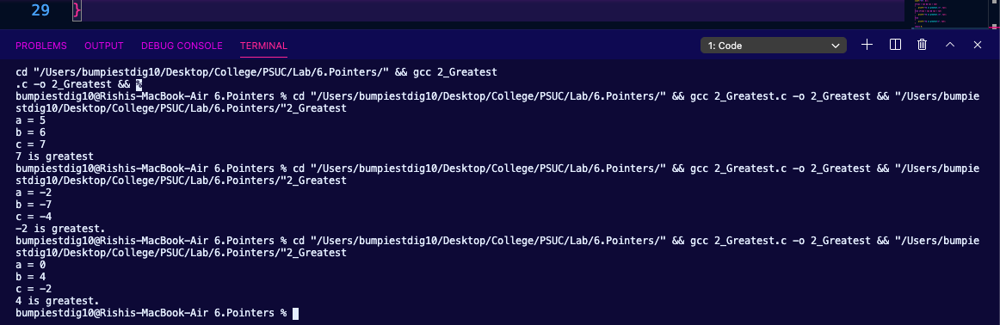 29 }
PROBLEMS OUTPUT DEBUG CONSOLE TERMINAL 1: Code
cd "/Users/bumpiestdig10/Desktop/College/PSUC/Lab/6.Pointers/" && gcc 2_Greatest
.c -o 2_Greatest && %
bumpiestdig10@Rishis-MacBook-Air 6.Pointers % cd "/Users/bumpiestdig10/Desktop/College/PSUC/Lab/6.Pointers/" && gcc 2_Greatest.c -o 2_Greatest && "/Users/bumpie
stdig10/Desktop/College/PSUC/Lab/6.Pointers/"2_Greatest
a = 5
b = 6
c = 7
7 is greatest
bumpiestdig10@Rishis-MacBook-Air 6.Pointers % cd "/Users/bumpiestdig10/Desktop/College/PSUC/Lab/6.Pointers/" && gcc 2_Greatest.c -o 2_Greatest && "/Users/bumpie
stdig10/Desktop/College/PSUC/Lab/6.Pointers/"2_Greatest
a = -2
b = -7
c = -4
-2 is greatest.
bumpiestdig10@Rishis-MacBook-Air 6.Pointers % cd "/Users/bumpiestdig10/Desktop/College/PSUC/Lab/6.Pointers/" && gcc 2_Greatest.c -o 2_Greatest && "/Users/bumpie
stdig10/Desktop/College/PSUC/Lab/6.Pointers/"2_Greatest
a = 0
b = 4
c = -2
4 is greatest.
bumpiestdig10@Rishis-MacBook-Air 6.Pointers %